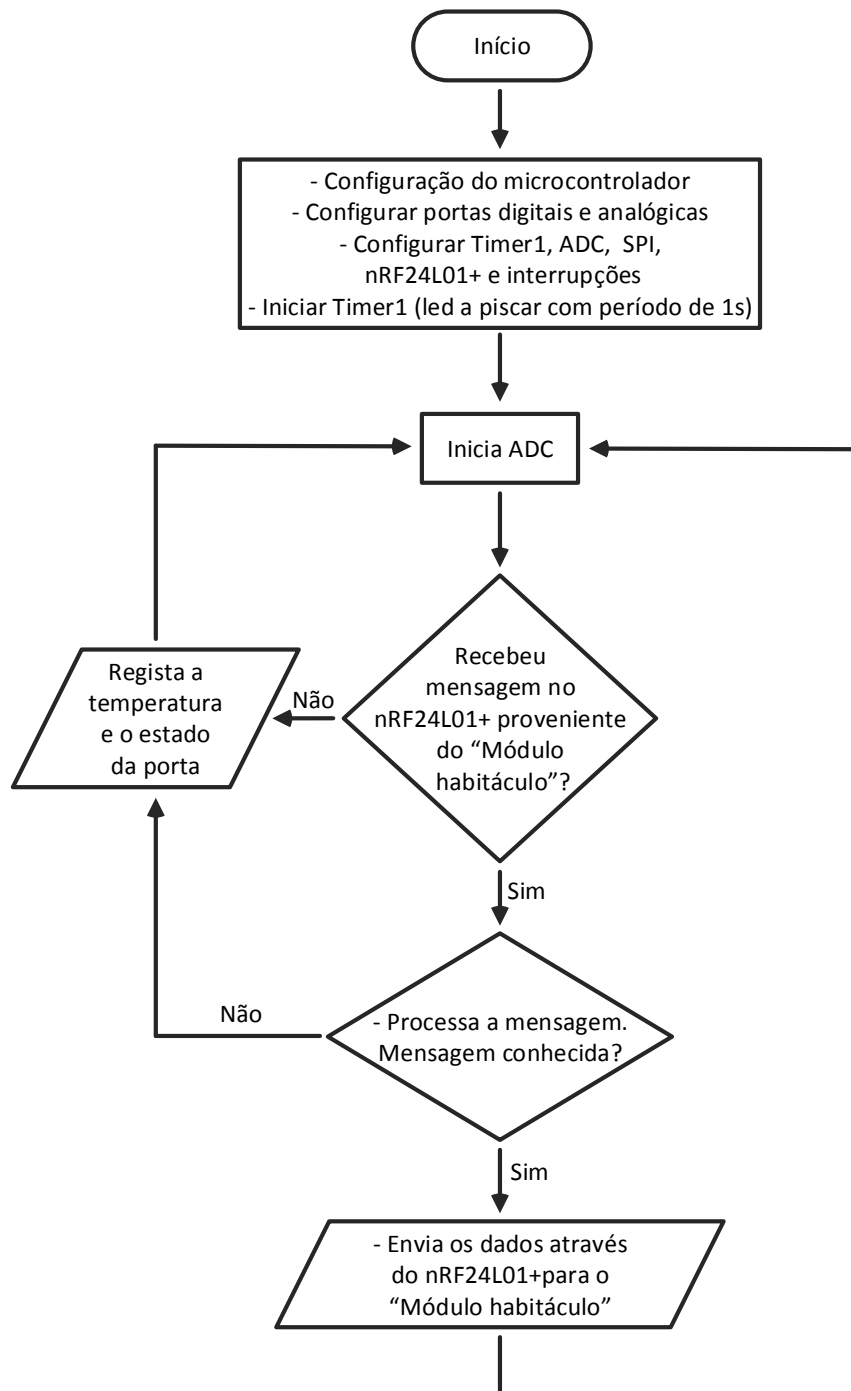 Início
- Configuração do microcontrolador
- Configurar portas digitais e analógicas
- Configurar Timer1, ADC, SPI,
nRF24L01+ e interrupções
- Iniciar Timer1 (led a piscar com período de 1s)
Inicia ADC
Recebeu
mensagem no
nRF24L01+ proveniente
do “Módulo
habitáculo”?
Não
Regista a
temperatura
e o estado
da porta
Sim
- Processa a mensagem.
Mensagem conhecida?
Não
Sim
- Envia os dados através
do nRF24L01+para o
“Módulo habitáculo”